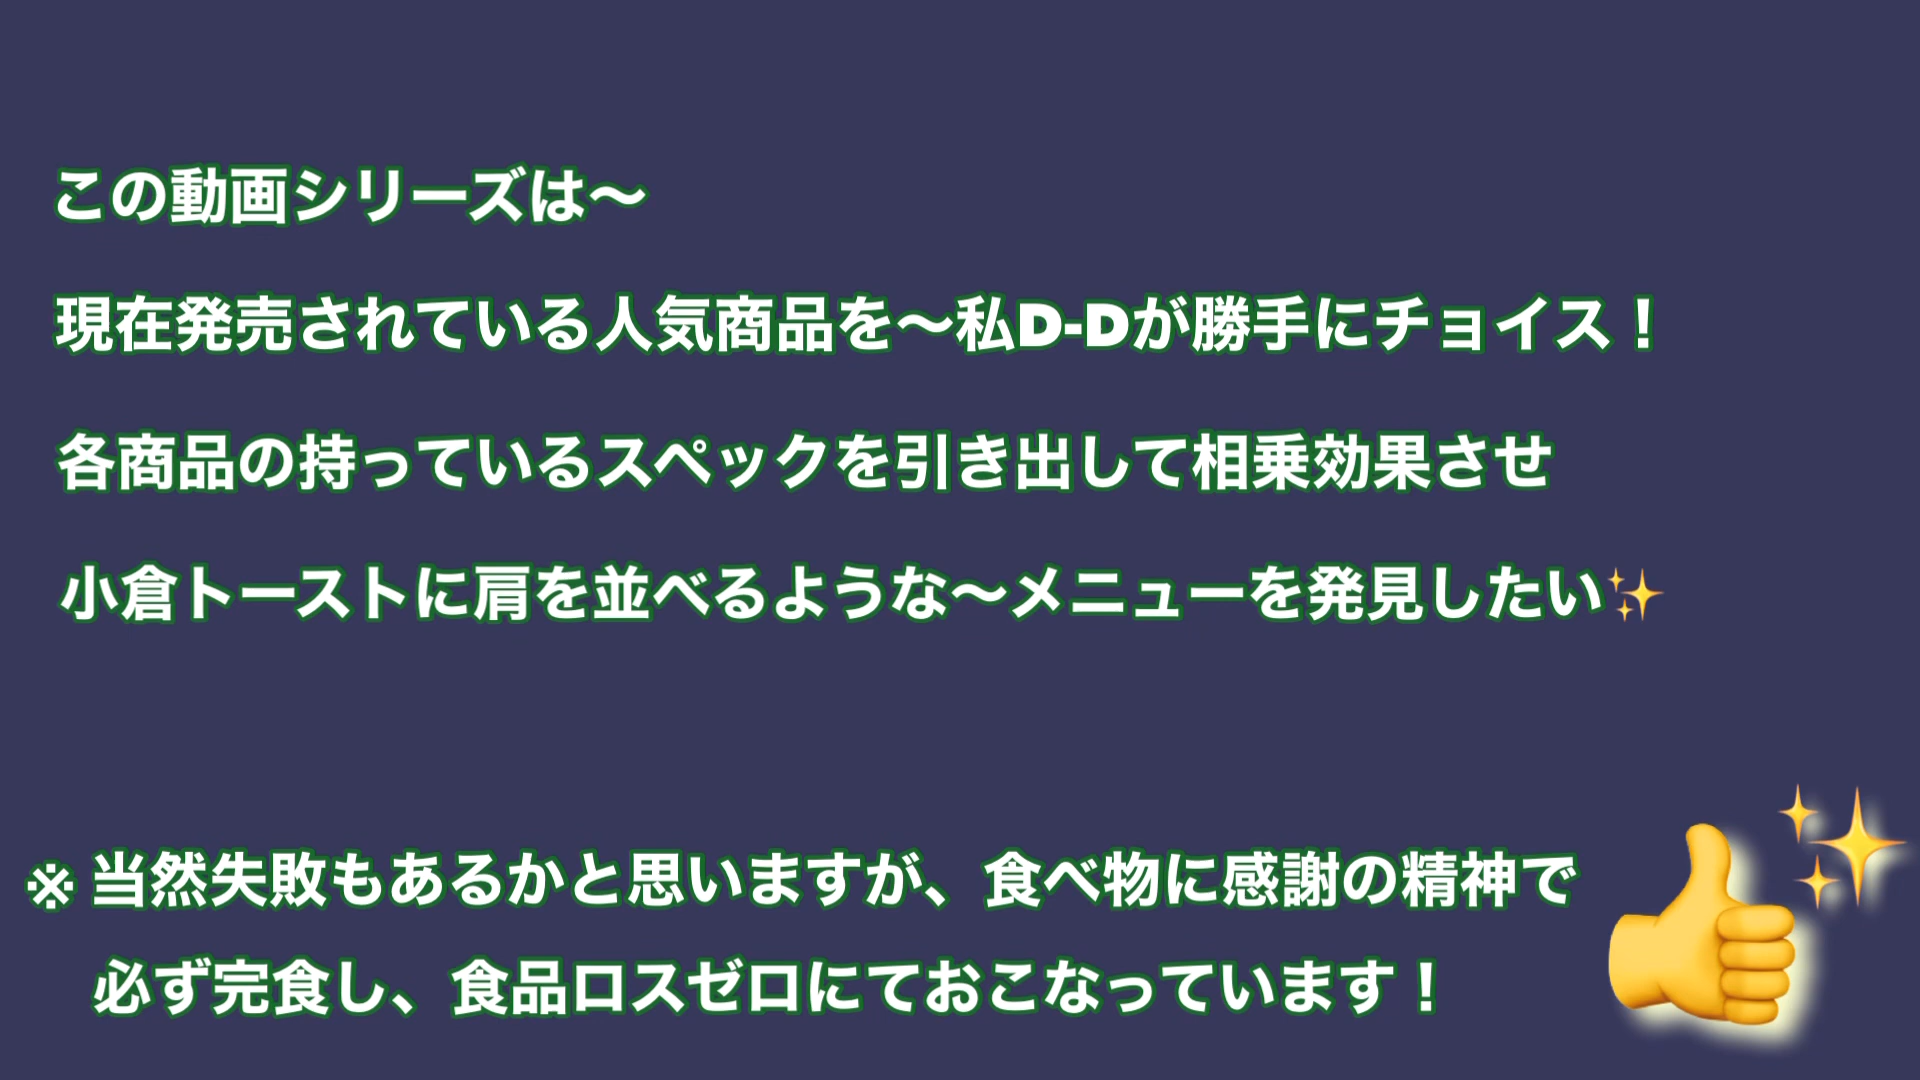 この動画シリーズは〜
現在発売されている人気商品を〜私D-Dが勝手にチョイス！
各商品の持っているスペックを引き出して相乗効果させ
小倉トーストに肩を並べるような〜メニューを発見したい✨
※ 当然失敗もあるかと思いますが、食べ物に感謝の精神で
必ず完食し、食品ロスゼロにておこなっています！